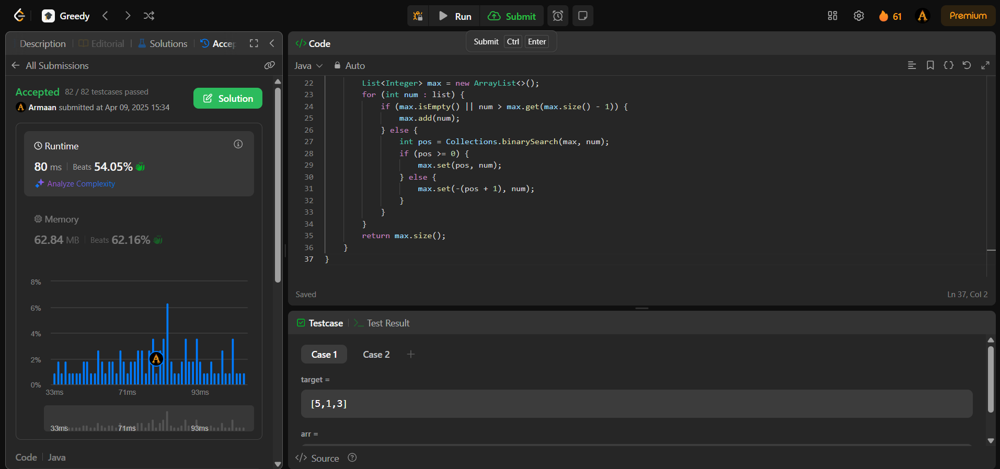 Greedy
Run
Submit
61
Premium
Description
Editorial
Solutions
Accep
All Submissions
Accepted 82 / 82 testcases passed
Armaan submitted at Apr 09, 2025 15:34
Solution
Runtime
80 ms Beats 54.05%
Analyze Complexity
Memory
62.84 MB Beats 62.16%
8%
6%
4%
2%
0%
33ms 71ms 93ms
33ms 71ms 93ms
Code Java
</> Code
Submit Ctrl Enter
Java Auto
22 List<Integer> max = new ArrayList<>();
23 for (int num : list) {
24 if (max.isEmpty() || num > max.get(max.size() - 1)) {
25 max.add(num);
26 } else {
27 int pos = Collections.binarySearch(max, num);
28 if (pos >= 0) {
29 max.set(pos, num);
30 } else {
31 max.set(-(pos + 1), num);
32 }
33 }
34 }
35 return max.size();
36 }
37 }
Saved
Ln 37, Col 2
Testcase
Test Result
Case 1 Case 2 +
target =
[5,1,3]
arr =
</> Source